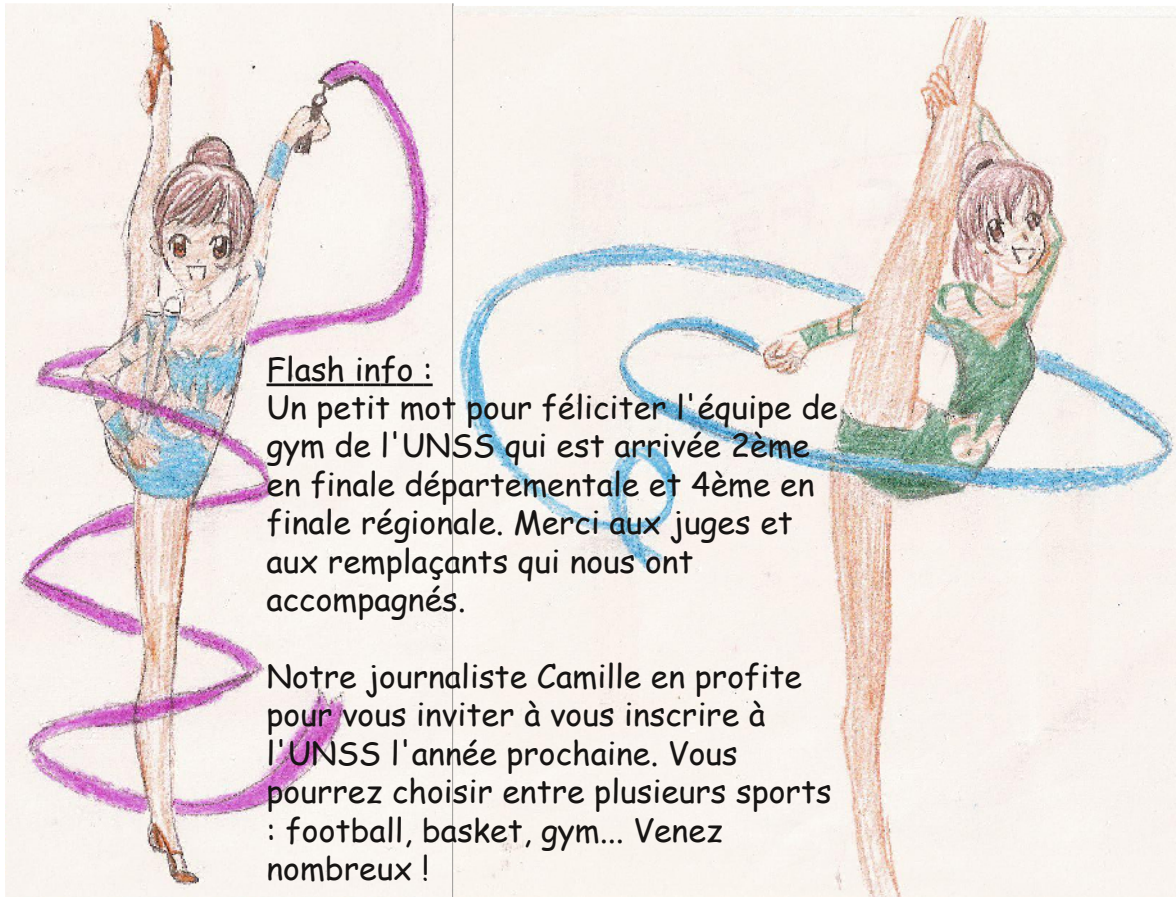 Flash info :
Un petit mot pour féliciter l'équipe de
gym de l'UNSS qui est arrivée 2ème
en finale départementale et 4ème en
finale régionale. Merci aux juges et
aux remplaçants qui nous ont
accompagnés.
Notre journaliste Camille en profite
pour vous inviter à vous inscrire à
l'UNSS l'année prochaine. Vous
pourrez choisir entre plusieurs sports
: football, basket, gym... Venez
nombreux !